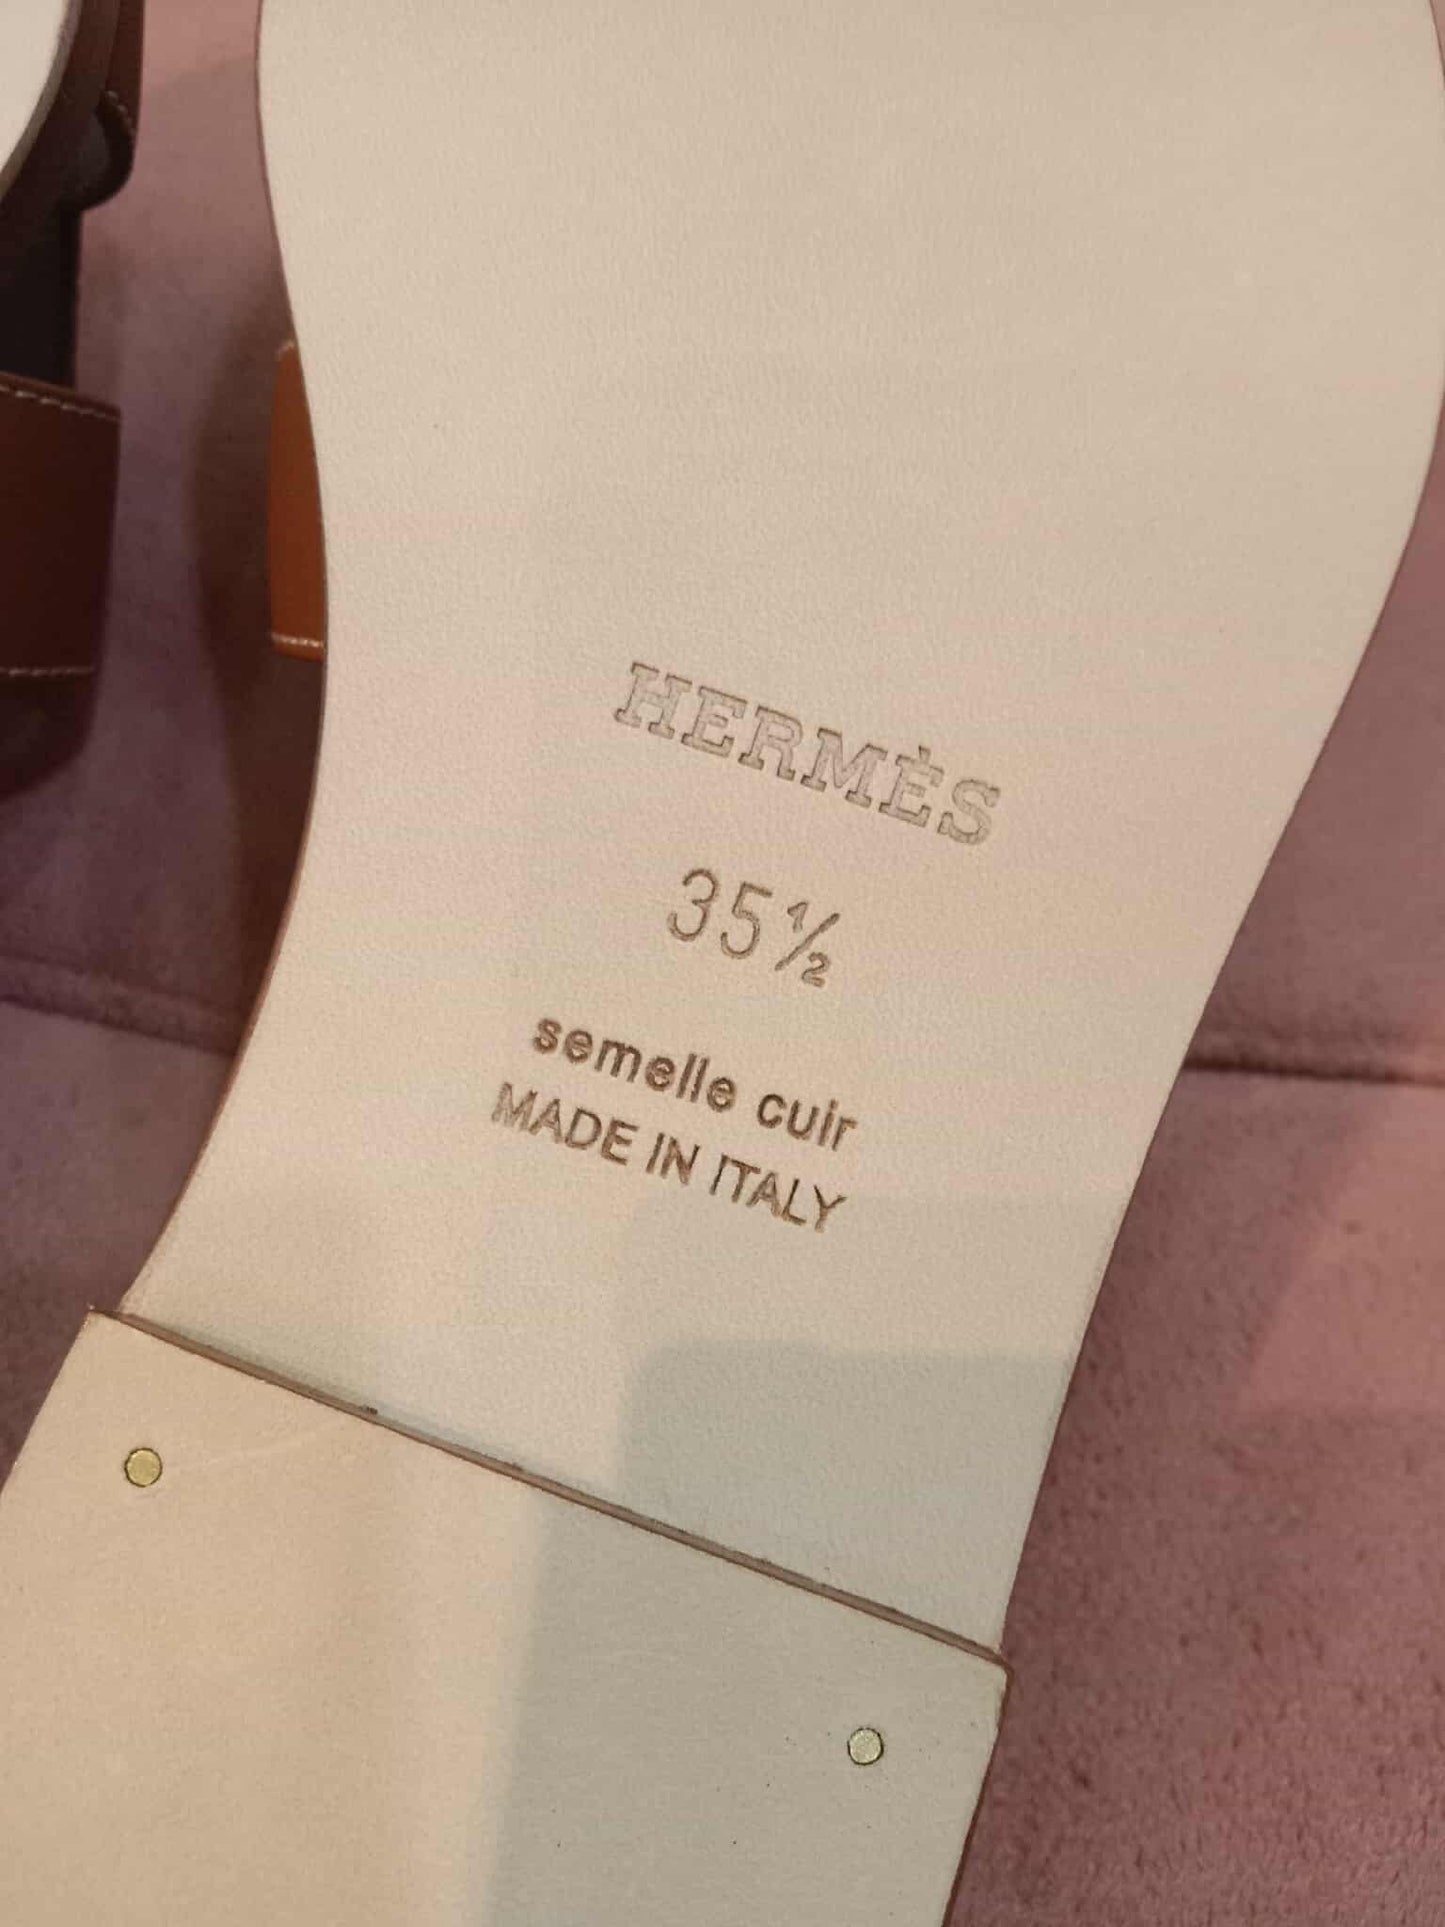 HERMÈS
35½
semelle cuir
MADE IN ITALY